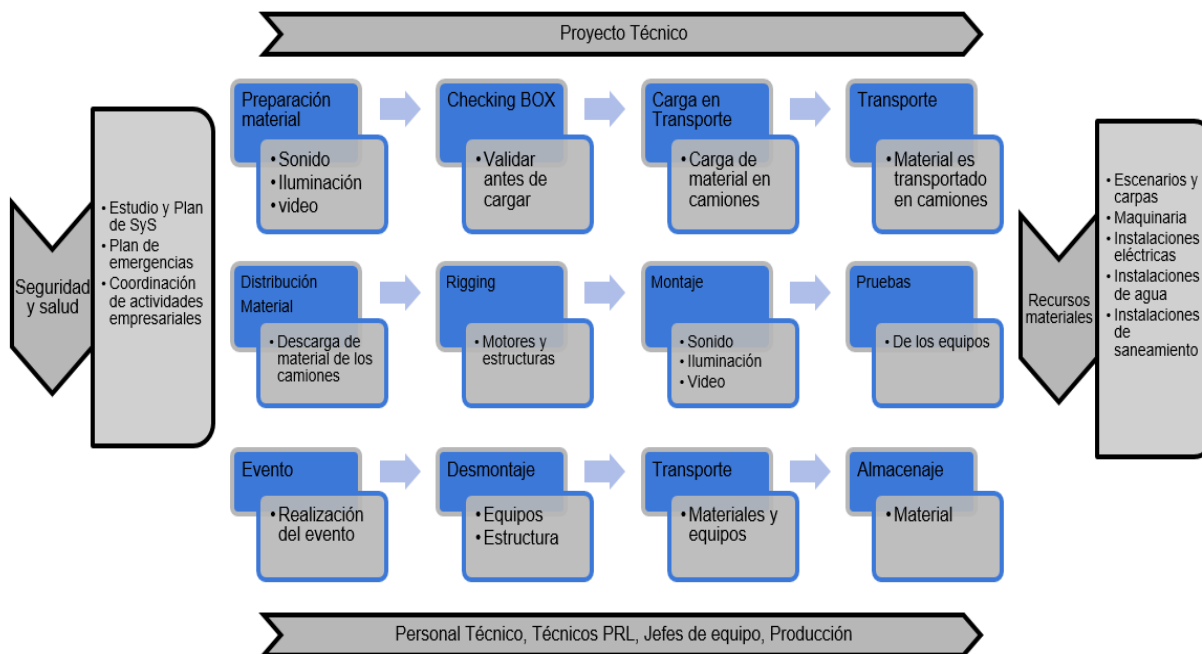 Proyecto Técnico
Seguridad
y salud
• Estudio y Plan
de SyS
• Plan de
emergencias
• Coordinación
de actividades
empresariales
Preparación
material
• Sonido
• Iluminación
• video
Checking BOX
• Validar
antes de
cargar
Carga en
Transporte
• Carga de
material en
camiones
Transporte
• Material es
transportado
en camiones
Distribución
Material
• Descarga de
material de los
camiones
Rigging
• Motores y
estructuras
Montaje
• Sonido
• Iluminación
• Video
Pruebas
• De los equipos
Evento
• Realización
del evento
Desmontaje
• Equipos
• Estructura
Transporte
• Materiales y
equipos
Almacenaje
• Material
Recursos
materiales
• Escenarios y
carpas
• Maquinaria
• Instalaciones
eléctricas
• Instalaciones
de agua
• Instalaciones
de
saneamiento
Personal Técnico, Técnicos PRL, Jefes de equipo, Producción